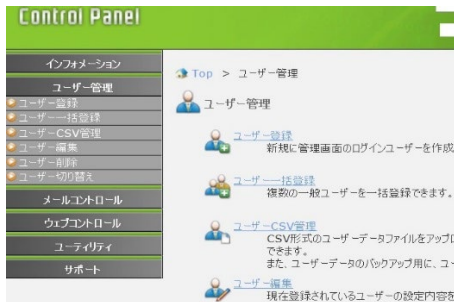 Control Panel
インフォメーション
ユーザー管理
ユーザー登録
ユーザー一括登録
ユーザーCSV管理
ユーザー編集
ユーザー削除
ユーザー切り替え
メールコントロール
ウェブコントロール
ユーティリティ
サポート
Top > ユーザー管理
ユーザー管理
ユーザー登録
新規に管理画面のログインユーザーを作成
ユーザー一括登録
複数の一般ユーザーを一括登録できます。
ユーザーCSV管理
CSV形式のユーザーデータファイルをアップロ
できます。
また、ユーザーデータのバックアップ用に、ユー
ユーザー編集
現在登録されているユーザーの設定内容を